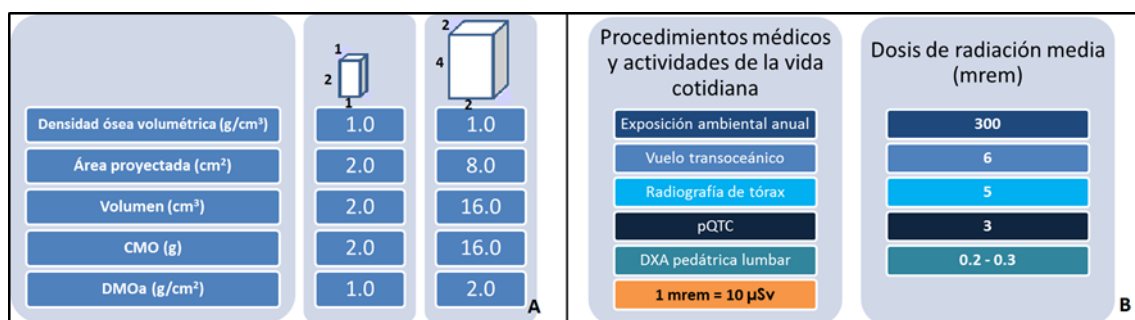 1
2
1
2
4
2
Densidad ósea volumétrica (g/cm³) 1.0 1.0
Área proyectada (cm²) 2.0 8.0
Volumen (cm³) 2.0 16.0
CMO (g) 2.0 16.0
DMOa (g/cm²) 1.0 2.0
A
Procedimientos médicos
y actividades de la vida
cotidiana
Dosis de radiación media
(mrem)
Exposición ambiental anual 300
Vuelo transoceánico 6
Radiografía de tórax 5
pQTC 3
DXA pedátrica lumbar 0.2 - 0.3
1 mrem = 10 µSv
B